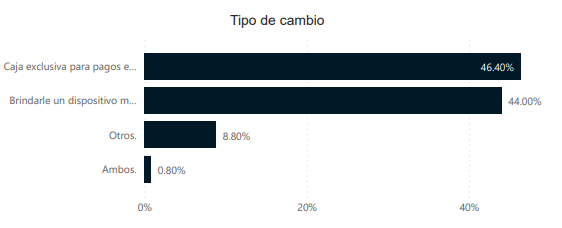 Tipo de cambio
Caja exclusiva para pagos e...
46.40%
Brindarle un dispositivo m...
44.00%
Otros.
8.80%
Ambos.
0.80%
0%
20%
40%